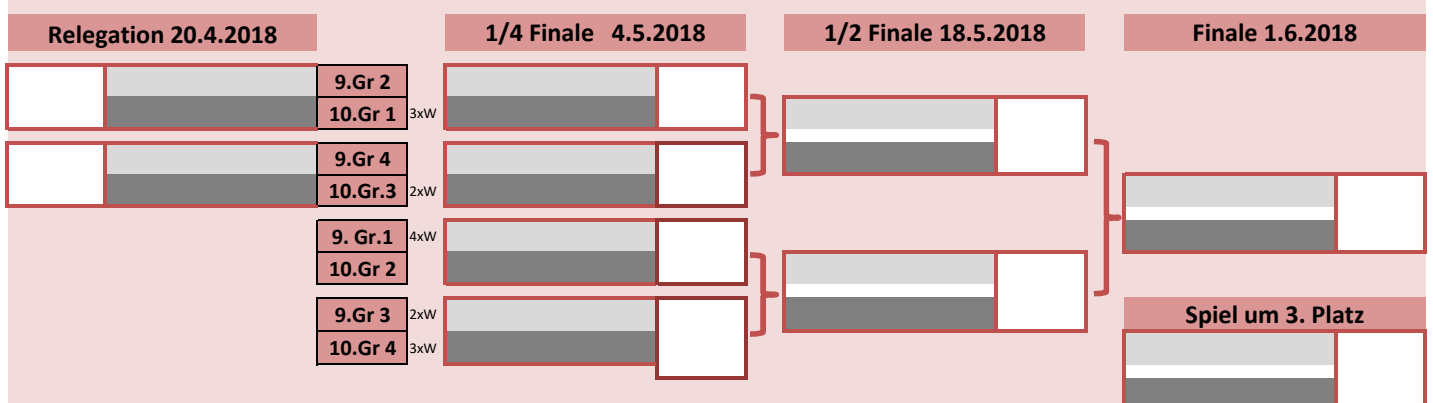 Relegation 20.4.2018
1/4 Finale 4.5.2018
1/2 Finale 18.5.2018
Finale 1.6.2018
9.Gr 2
10.Gr 1 3xW
9.Gr 4
10.Gr.3 2xW
9. Gr.1 4xW
10.Gr 2
9.Gr 3 2xW
10.Gr 4 3xW
Spiel um 3. Platz